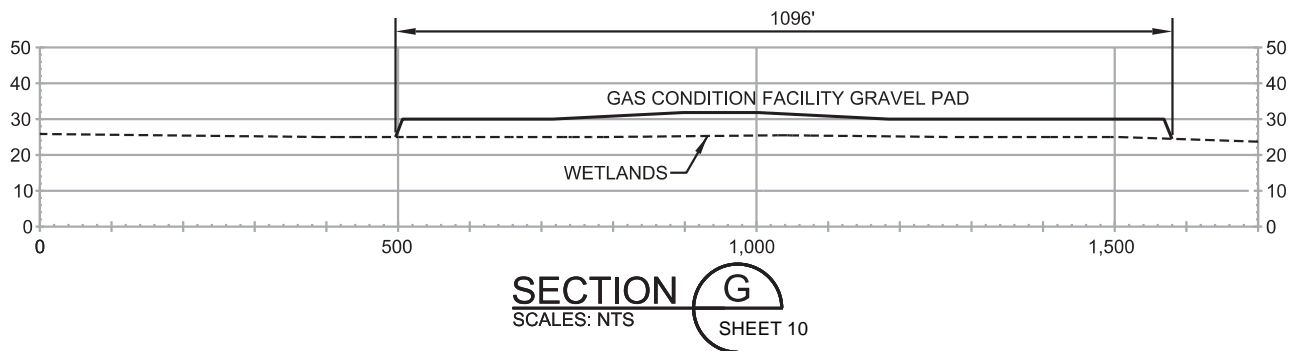 1096'
50 50
40 40
GAS CONDITION FACILITY GRAVEL PAD
30 30
20 20
WETLANDS
10 10
0 0
0 500 1,000 1,500
SECTION G
SCALES: NTS
SHEET 10